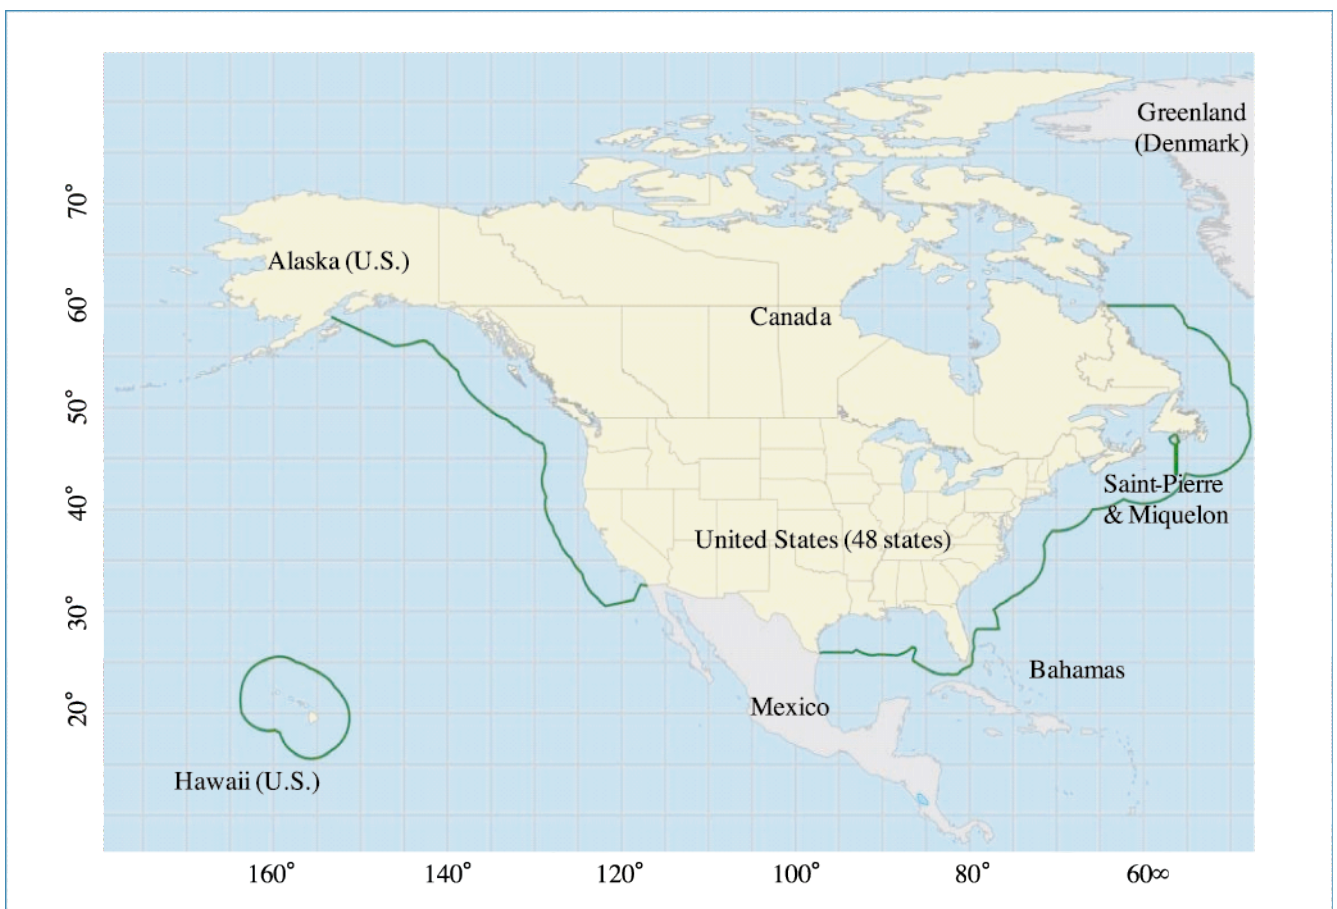 Greenland
(Denmark)
70°
Alaska (U.S.)
60°
Canada
50°
Saint-Pierre
& Miquelon
40°
United States (48 states)
30°
Bahamas
20°
Mexico
Hawaii (U.S.)
160°
140°
120°
100°
80°
60∞